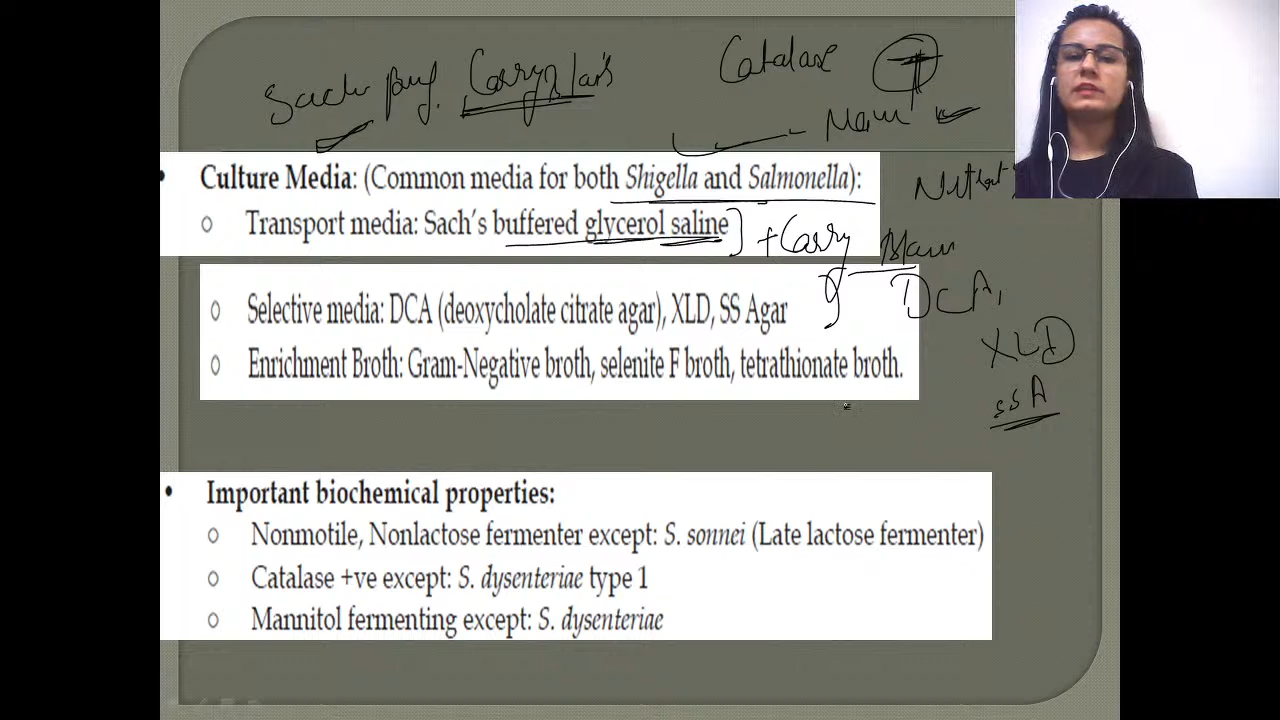 Sach buf. Carry Blair's
Catalase +
Mann
• Culture Media: (Common media for both Shigella and Salmonella):
○ Transport media: Sach's buffered glycerol saline
+ Carry Blair
DCA,
XLD
SSA
○ Selective media: DCA (deoxycholate citrate agar), XLD, SS Agar
○ Enrichment Broth: Gram-Negative broth, selenite F broth, tetrathionate broth.
• Important biochemical properties:
○ Nonmotile, Nonlactose fermenter except: S. sonnei (Late lactose fermenter)
○ Catalase +ve except: S. dysenteriae type 1
○ Mannitol fermenting except: S. dysenteriae